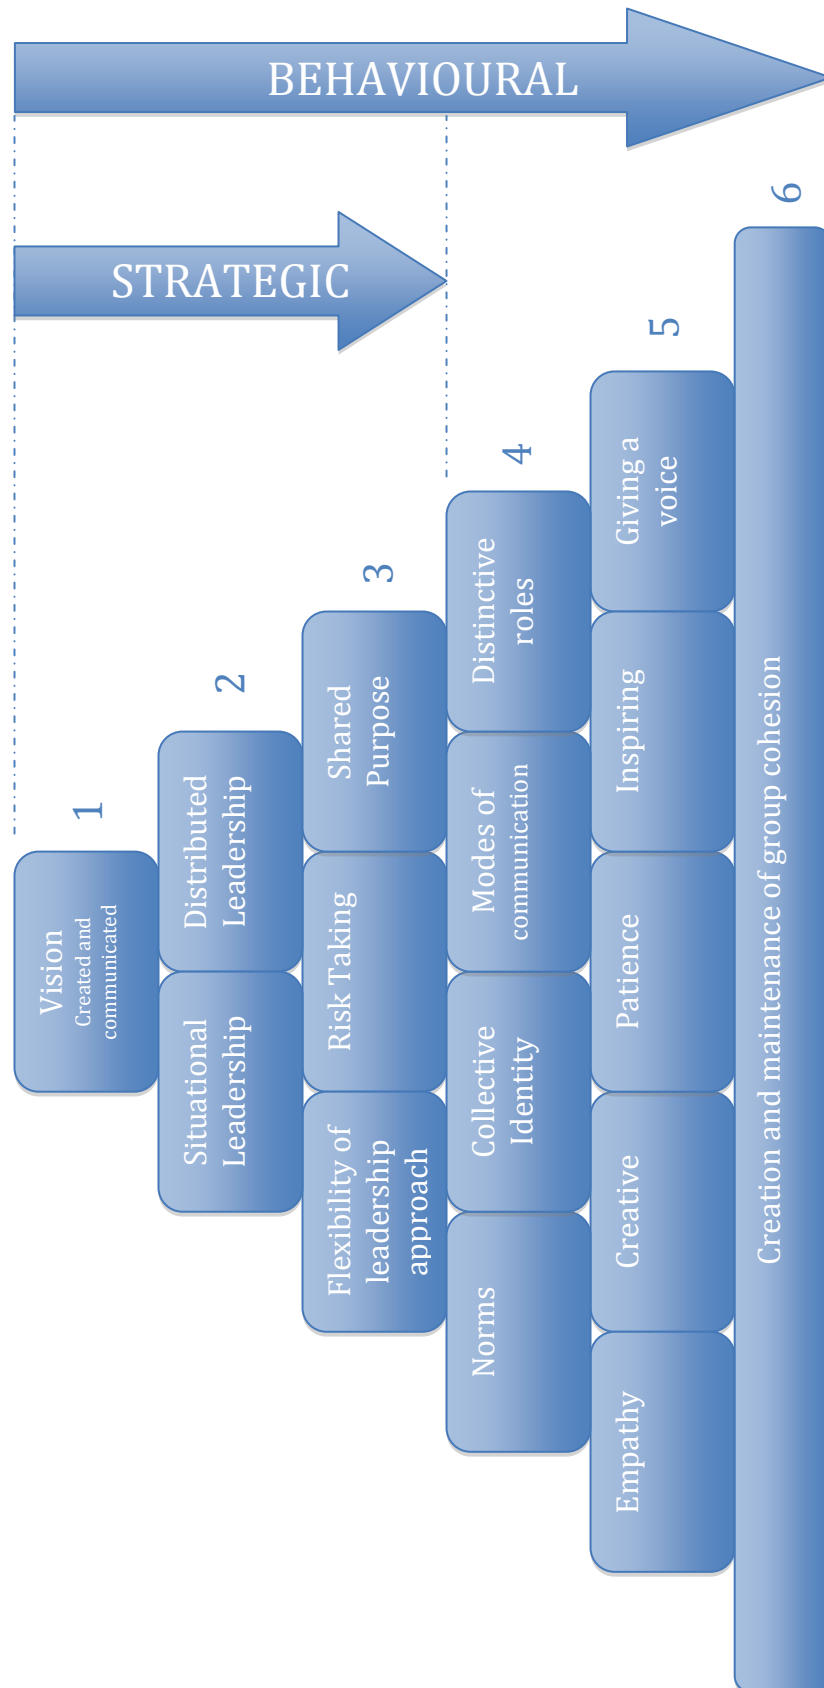 BEHAVIOURAL
STRATEGIC
1
Vision
Created and
communicated
2
Situational
Leadership
Distributed
Leadership
3
Flexibility of
leadership
approach
Risk Taking
Shared
Purpose
4
Norms
Collective
Identity
Modes of
communication
Distinctive
roles
5
Empathy
Creative
Patience
Inspiring
Giving a
voice
6
Creation and maintenance of group cohesion